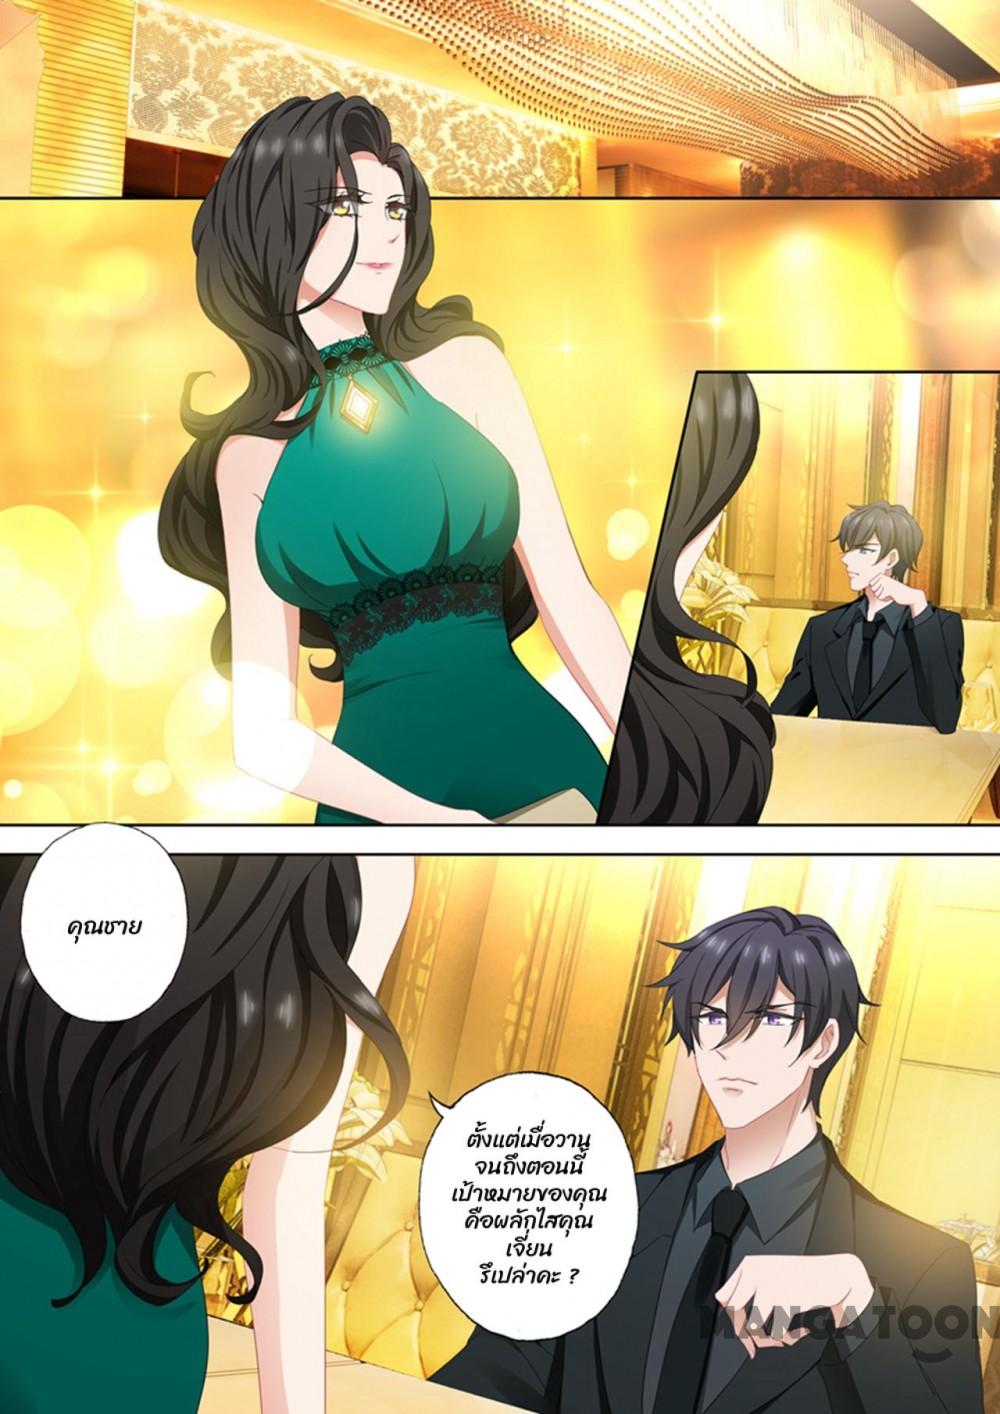 คุณชาย
ตั้งแต่เมื่อวาน
จนถึงตอนนี้
เป้าหมายของคุณ
คือผลักไสคุณ
เจี่ยน
รึเปล่าคะ ?
MANGATOON